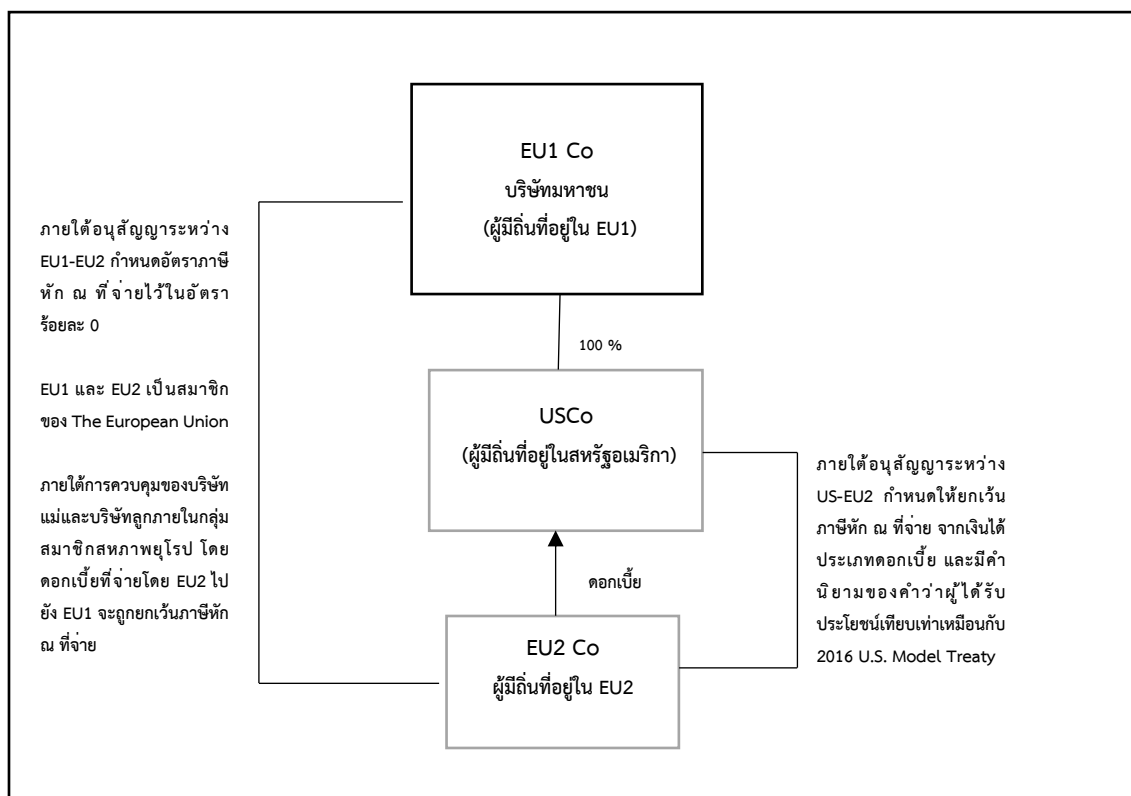 EU1 Co
บริษัทมหาชน
(ผู้มีถิ่นที่อยู่ใน EU1)
ภายใต้อนุสัญญาระหว่าง
EU1-EU2 กำหนดอัตราภาษี
หัก ณ ที่จ่ายไว้ในอัตรา
ร้อยละ 0
EU1 และ EU2 เป็นสมาชิก
ของ The European Union
ภายใต้การควบคุมของบริษัท
แม่และบริษัทลูกภายในกลุ่ม
สมาชิกสหภาพยุโรป โดย
ดอกเบี้ยที่จ่ายโดย EU2 ไป
ยัง EU1 จะถูกยกเว้นภาษีหัก
ณ ที่จ่าย
100 %
USCo
(ผู้มีถิ่นที่อยู่ในสหรัฐอเมริกา)
ดอกเบี้ย
EU2 Co
ผู้มีถิ่นที่อยู่ใน EU2
ภายใต้อนุสัญญาระหว่าง
US-EU2 กำหนดให้ยกเว้น
ภาษีหัก ณ ที่จ่าย จากเงินได้
ประเภทดอกเบี้ย และมีคำ
นิยามของคำว่าผู้ได้รับ
ประโยชน์เทียบเท่าเหมือนกับ
2016 U.S. Model Treaty